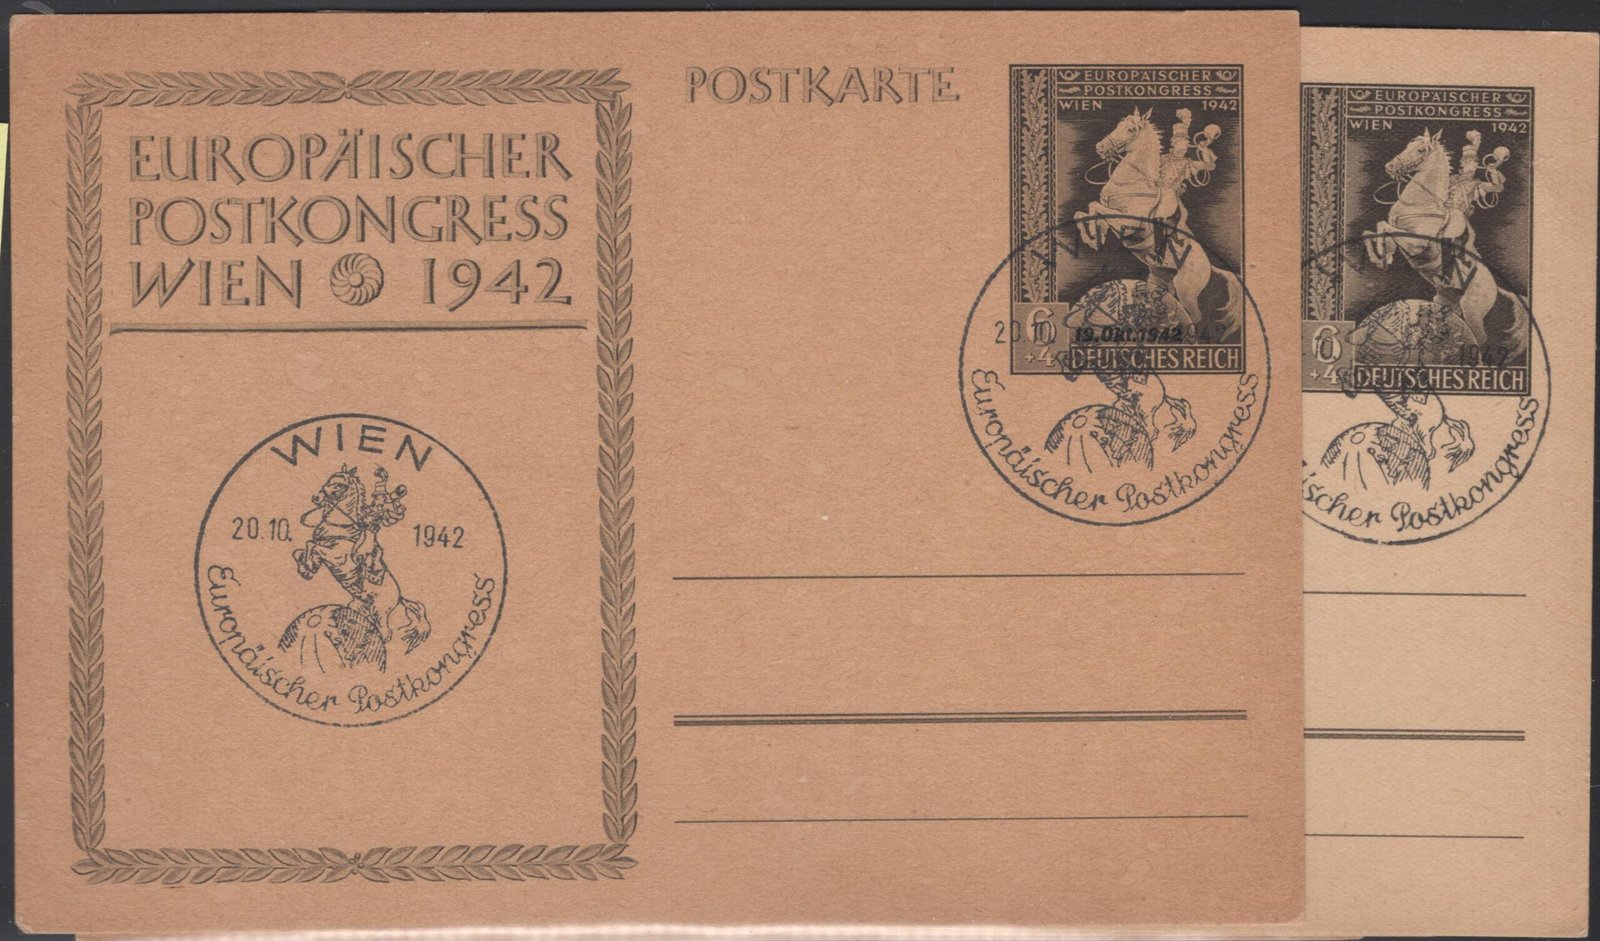 EUROPÄISCHER
POSTKONGRESS
WIEN 1942
WIEN
20.10. 1942
Europäischer Postkongress
POSTKARTE
EUROPÄISCHER
POSTKONGRESS
WIEN 1942
6
+4
19.Okt.1942
DEUTSCHES REICH
WIEN
20.10.
Europäischer Postkongress
EUROPÄISCHER
POSTKONGRESS
WIEN 1942
6
+4
DEUTSCHES REICH
1942
ischer Postkongress